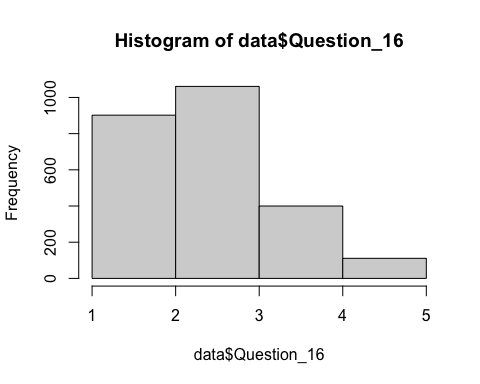 Histogram of data$Question_16
Frequency
1000
600
200
0
1 2 3 4 5
data$Question_16